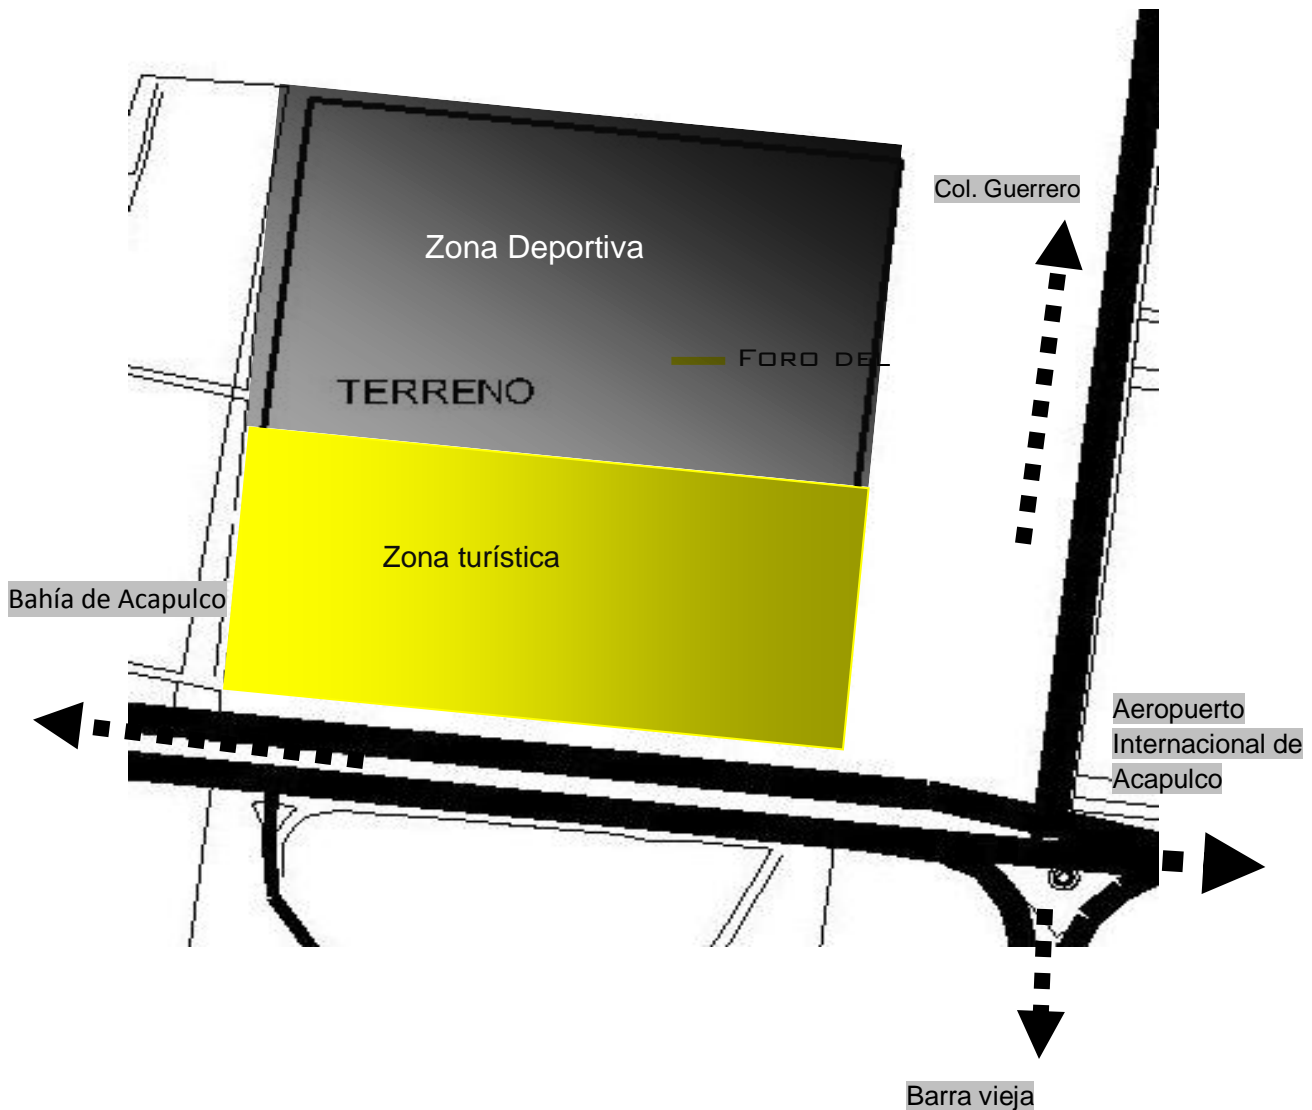 Col. Guerrero
Zona Deportiva
FORO DEL
TERRENO
Zona turística
Bahía de Acapulco
Aeropuerto
Internacional de
Acapulco
Barra vieja